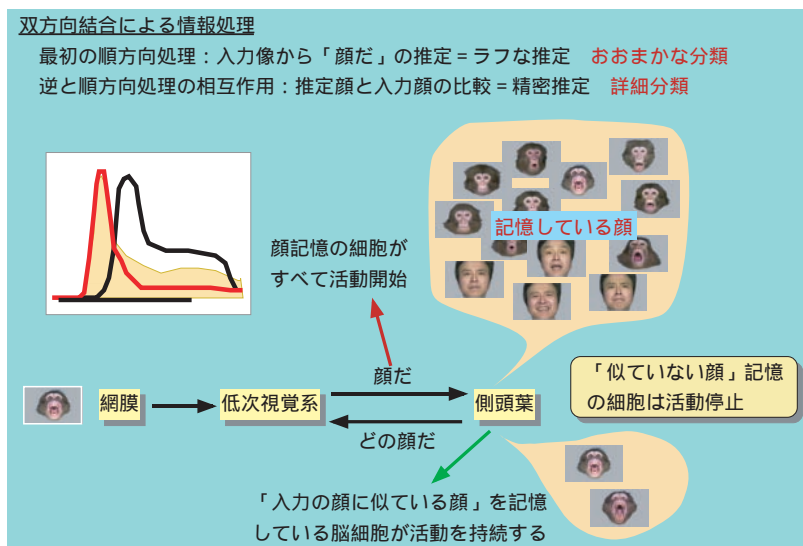 双方向結合による情報処理
最初の順方向処理：入力像から「顔だ」の推定＝ラフな推定　おおまかな分類
逆と順方向処理の相互作用：推定顔と入力顔の比較＝精密推定　詳細分類
記憶している顔
顔記憶の細胞が
すべて活動開始
顔だ
網膜
低次視覚系
側頭葉
どの顔だ
「似ていない顔」記憶
の細胞は活動停止
「入力の顔に似ている顔」を記憶
している脳細胞が活動を持続する